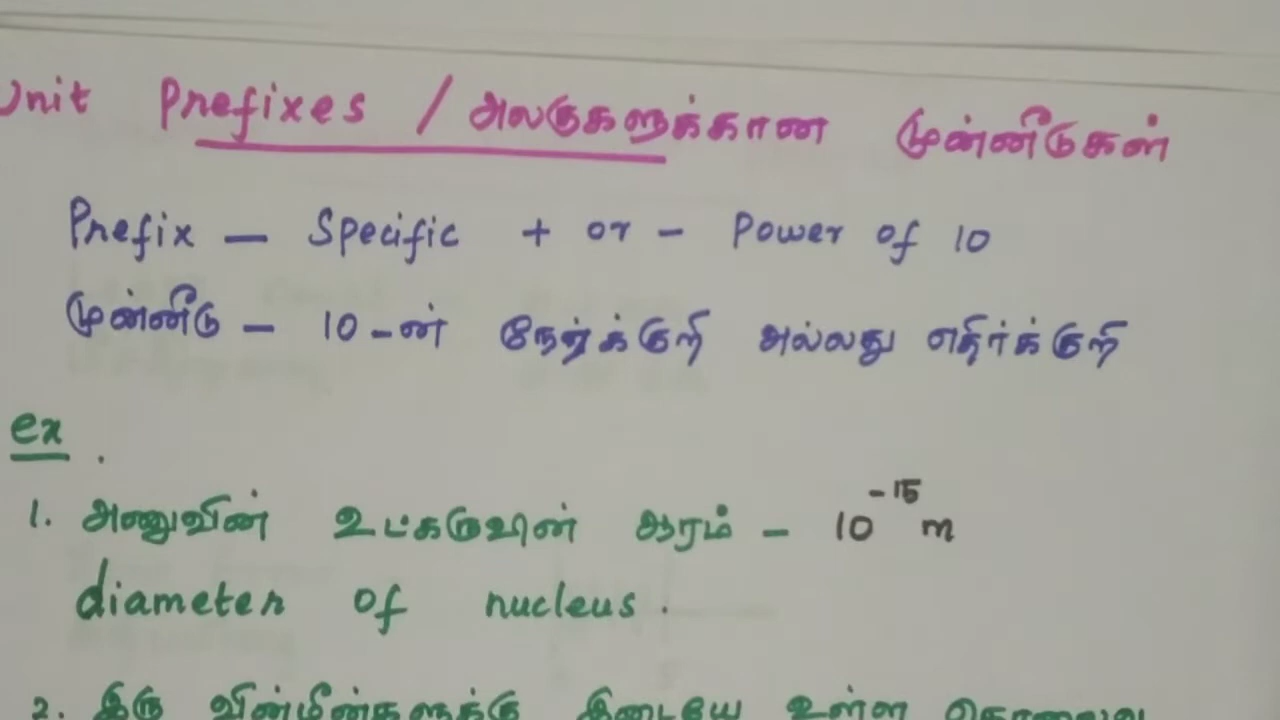 Unit Prefixes / அலகுகளுக்கான முன்னீடுகள்
Prefix — Specific + or - Power of 10
முன்னீடு - 10-ன் நேர்க்குறி அல்லது எதிர்க்குறி
ex.
1. அணுவின் உட்கருவின் ஆரம் - 10⁻¹⁵ m
diameter of nucleus.
2. இரு விண்மீன்களுக்கு இடையே உள்ள தொலைவு